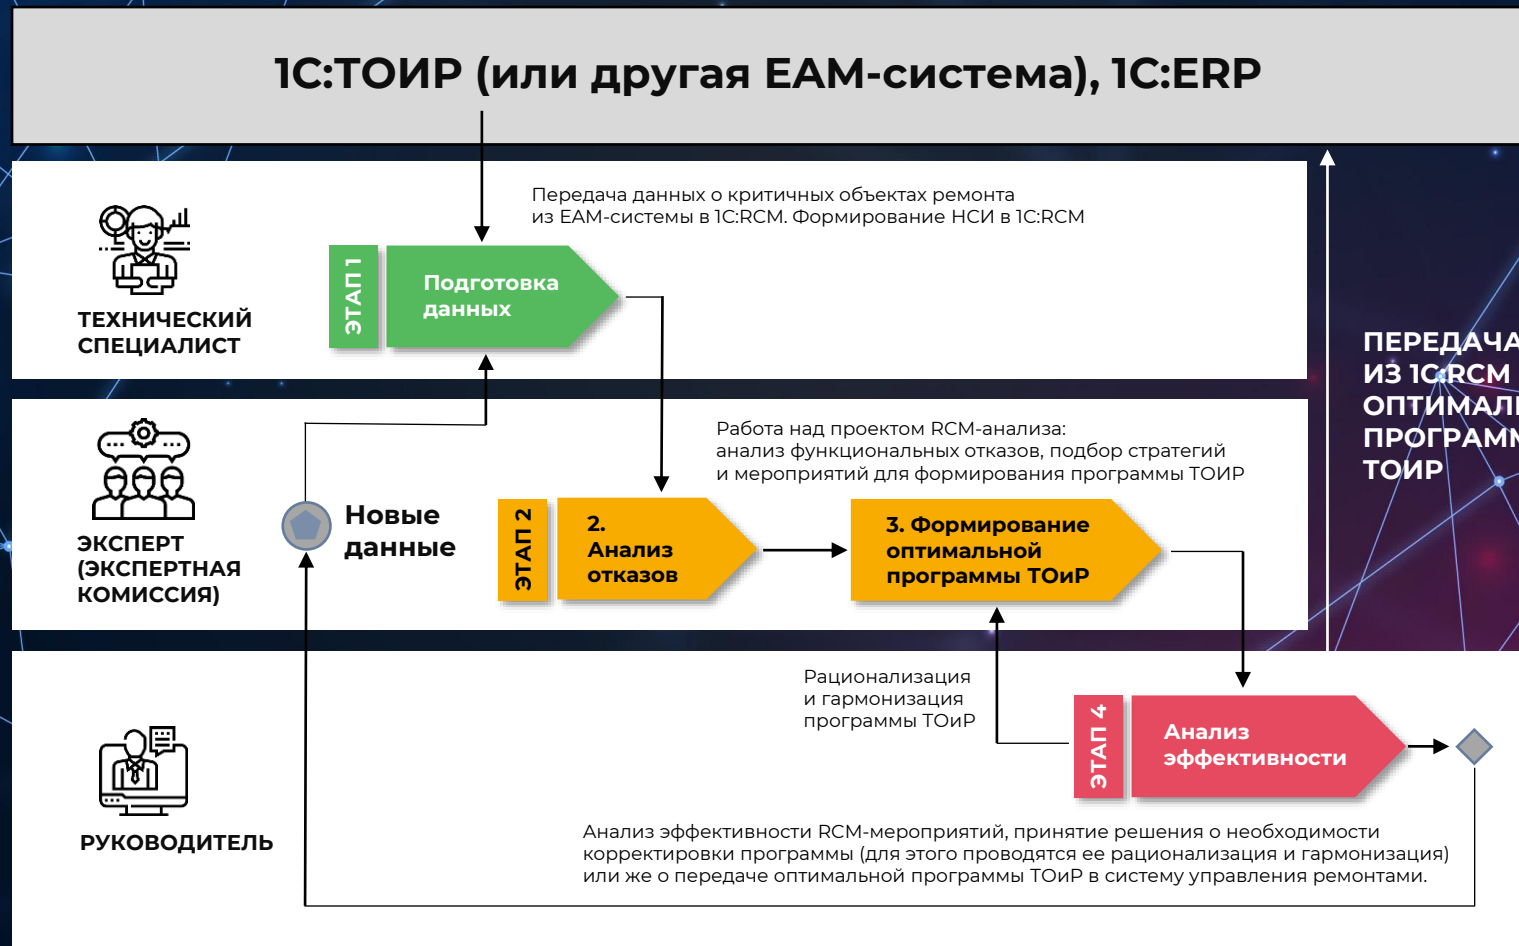 1С:ТОИР (или другая ЕАМ-система), 1С:ERP
Передача данных о критичных объектах ремонта
из ЕАМ-системы в 1С:RCM. Формирование НСИ в 1С:RCM
ЭТАП 1
Подготовка
данных
ТЕХНИЧЕСКИЙ
СПЕЦИАЛИСТ
ПЕРЕДАЧА
ИЗ 1С:RCM
ТОИР
Работа над проектом RCM-анализа:
анализ функциональных отказов, подбор стратегий
и мероприятий для формирования программы ТОИР
Новые
данные
ЭТАП 2
2.
Анализ
отказов
3. Формирование
оптимальной
программы ТОиР
ЭКСПЕРТ
(ЭКСПЕРТНАЯ
КОМИССИЯ)
Рационализация
и гармонизация
программы ТОиР
ЭТАП 4
Анализ
эффективности
РУКОВОДИТЕЛЬ
Анализ эффективности RCM-мероприятий, принятие решения о необходимости
корректировки программы (для этого проводятся ее рационализация и гармонизация)
или же о передаче оптимальной программы ТОиР в систему управления ремонтами.